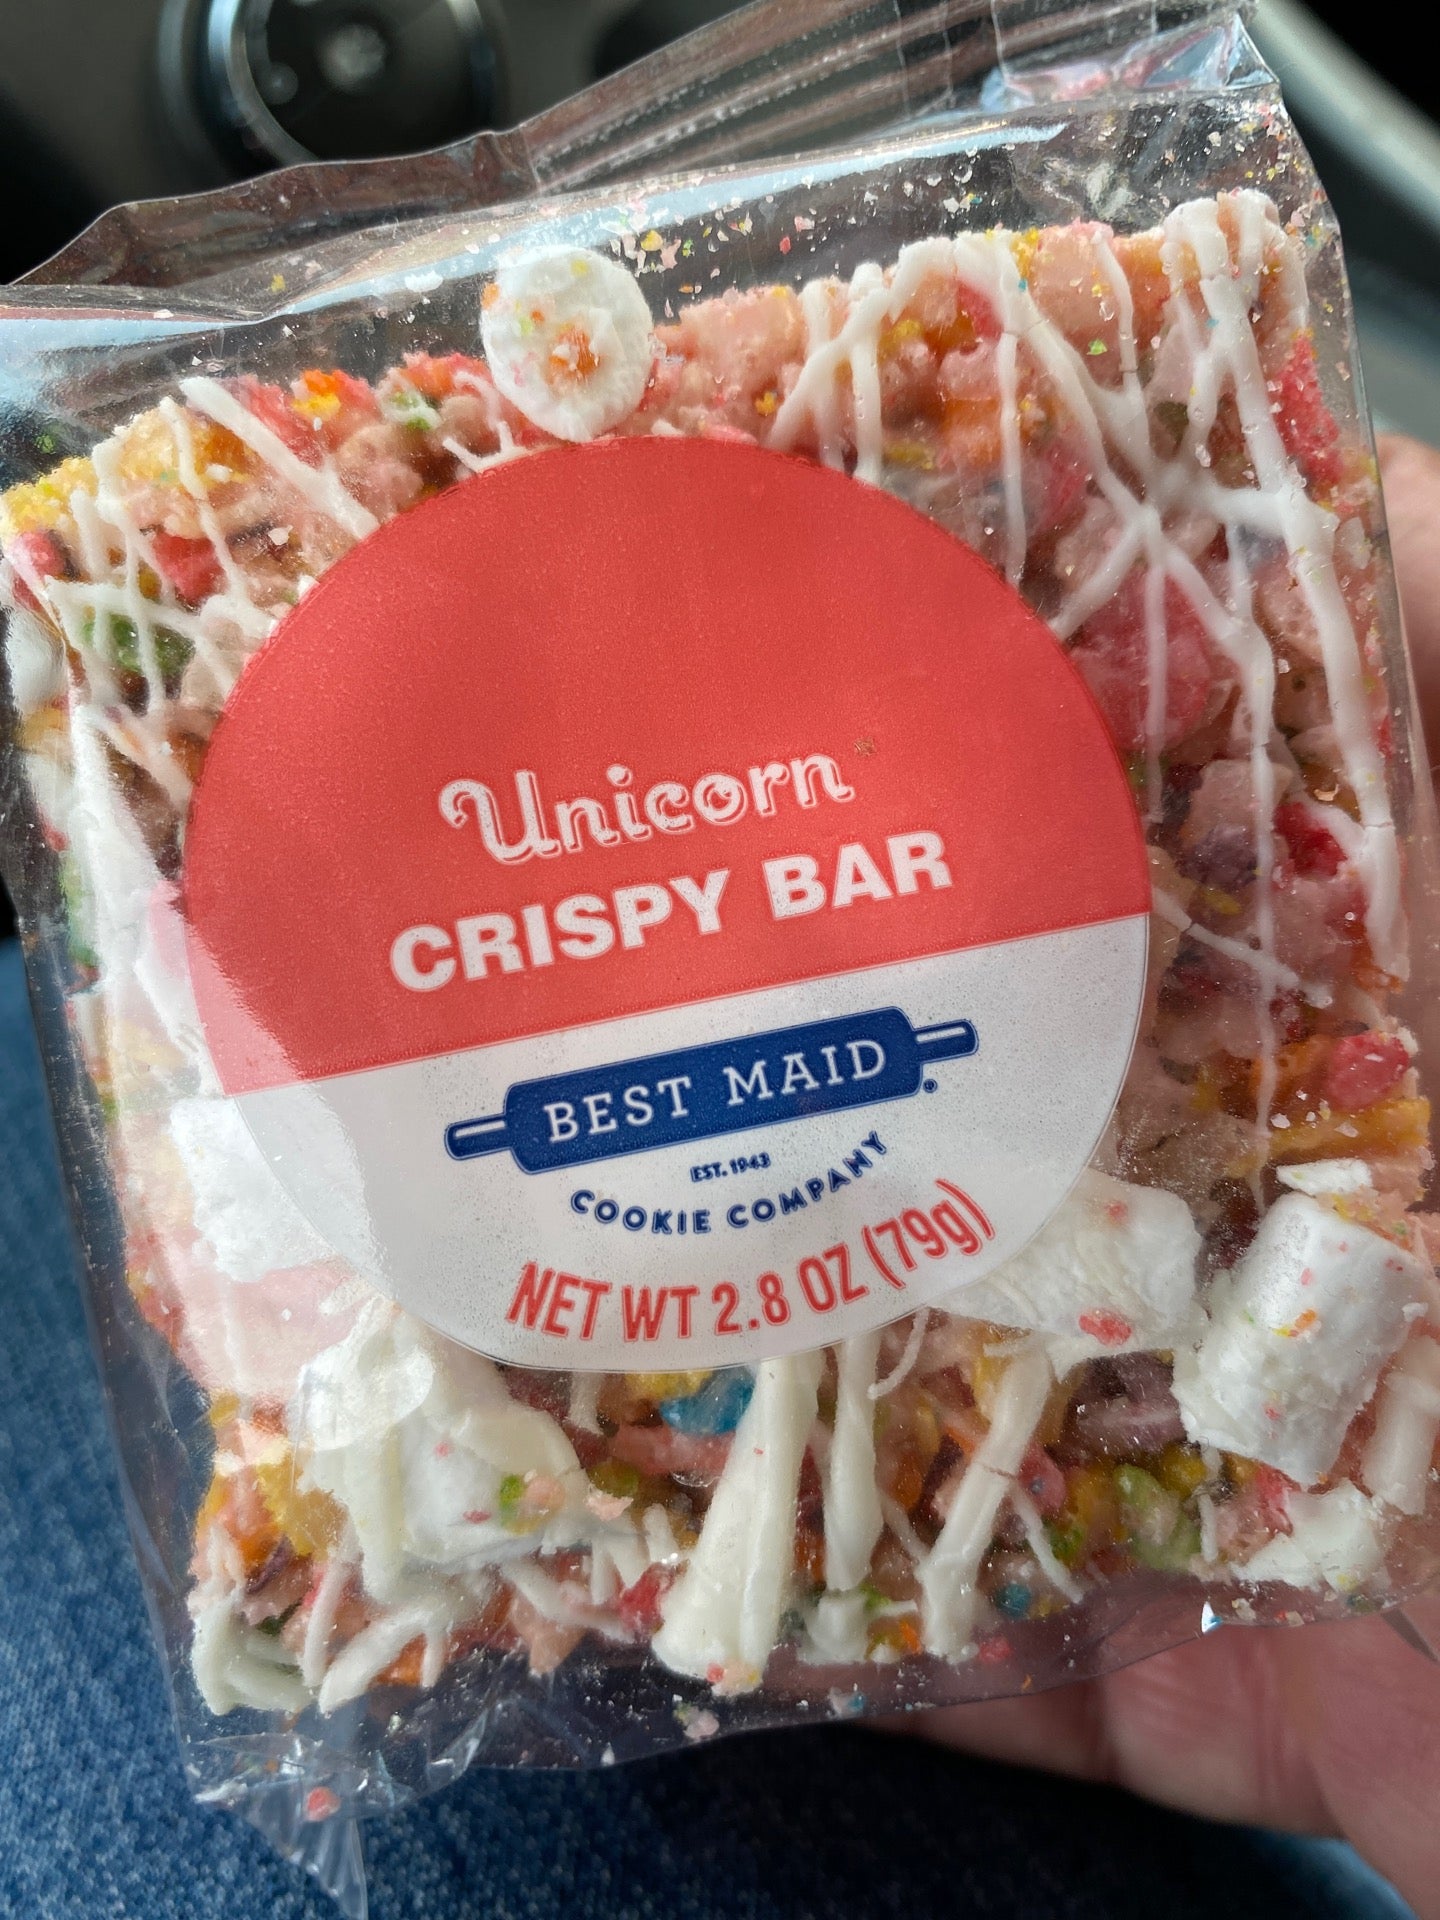 Unicorn
CRISPY BAR
BEST MAID®
EST. 1943
COOKIE COMPANY
NET WT 2.8 OZ (79g)